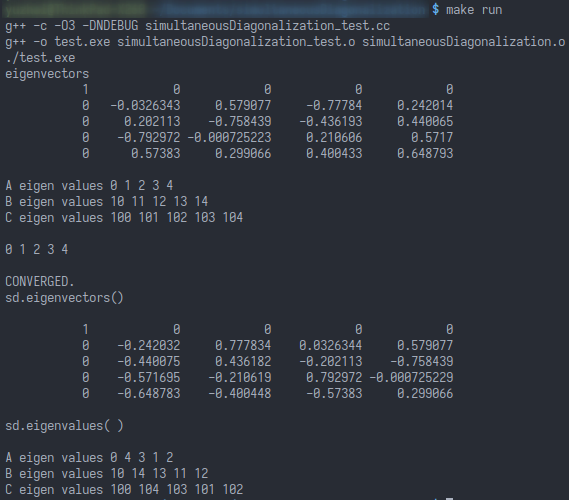 $ make run
g++ -c -O3 -DNDEBUG simultaneousDiagonalization_test.cc
g++ -o test.exe simultaneousDiagonalization_test.o simultaneousDiagonalization.o
./test.exe
eigenvectors
1 0 0 0 0
0 -0.0326343 0.579077 -0.77784 0.242014
0 0.202113 -0.758439 -0.436193 0.440065
0 -0.792972 -0.000725223 0.210606 0.5717
0 0.57383 0.299066 0.400433 0.648793
A eigen values 0 1 2 3 4
B eigen values 10 11 12 13 14
C eigen values 100 101 102 103 104
0 1 2 3 4
CONVERGED.
sd.eigenvectors()
1 0 0 0 0
0 -0.242032 0.777834 0.0326344 0.579077
0 -0.440075 0.436182 -0.202113 -0.758439
0 -0.571695 -0.210619 0.792972 -0.000725229
0 -0.648783 -0.400448 -0.57383 0.299066
sd.eigenvalues( )
A eigen values 0 4 3 1 2
B eigen values 10 14 13 11 12
C eigen values 100 104 103 101 102